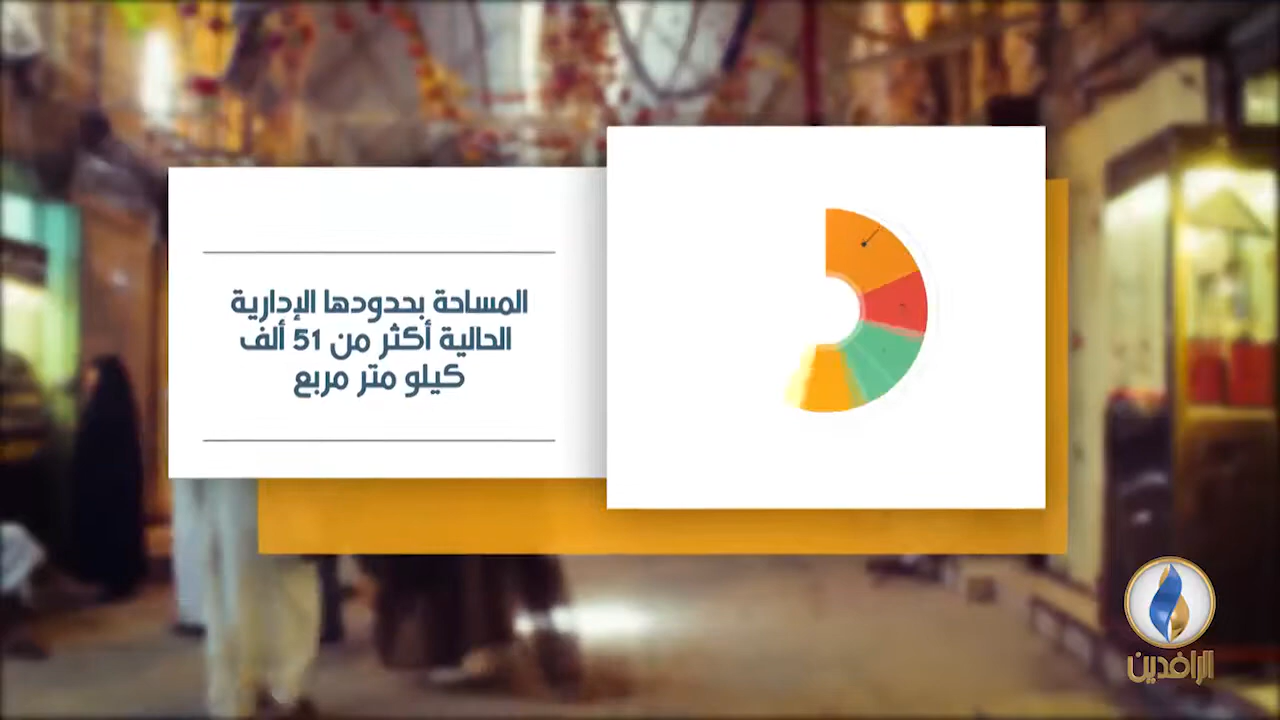 المساحة بحدودها الإدارية
الحالية أكثر من 51 ألف
كيلو متر مربع
الرافدين